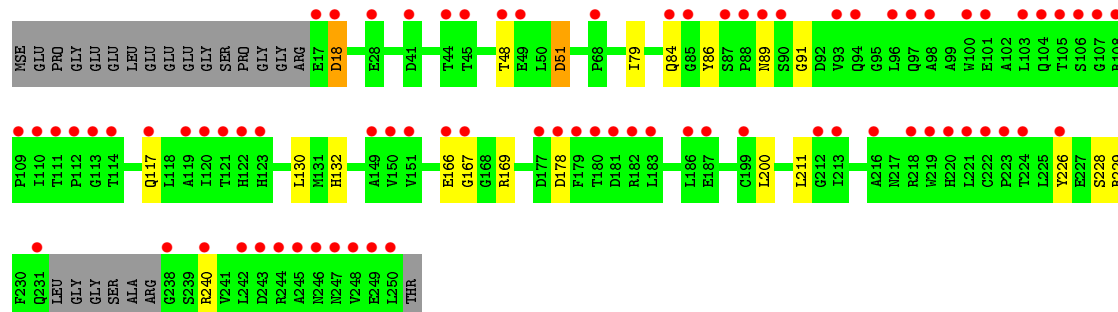 MSE GLU PRO GLY GLU GLU LEU GLU GLU GLU GLU GLY SER PRO GLY GLY ARG E17 D18 E28 D41 T44 T45 T48 E49 L50 D51 P68 I79 Q84 G85 Y86 S87 P88 N89 S90 G91 D92 V93 Q94 G95 L96 Q97 A98 A99 W100 E101 A102 L103 Q104 T105 S106 G107 R108
P109 I110 T111 P112 G113 T114 Q117 L118 A119 I120 T121 H122 H123 L130 M131 H132 A149 V150 V151 E166 G167 G168 R169 D177 D178 F179 T180 D181 R182 L183 L186 E187 C199 L200 L211 G212 I213 A216 N217 R218 W219 H220 L221 C222 P223 T224 L225 Y226 E227 S228 R229
F230 Q231 LEU GLY GLY SER ALA ARG G238 S239 R240 V241 L242 D243 R244 A245 N246 N247 V248 E249 L250 THR